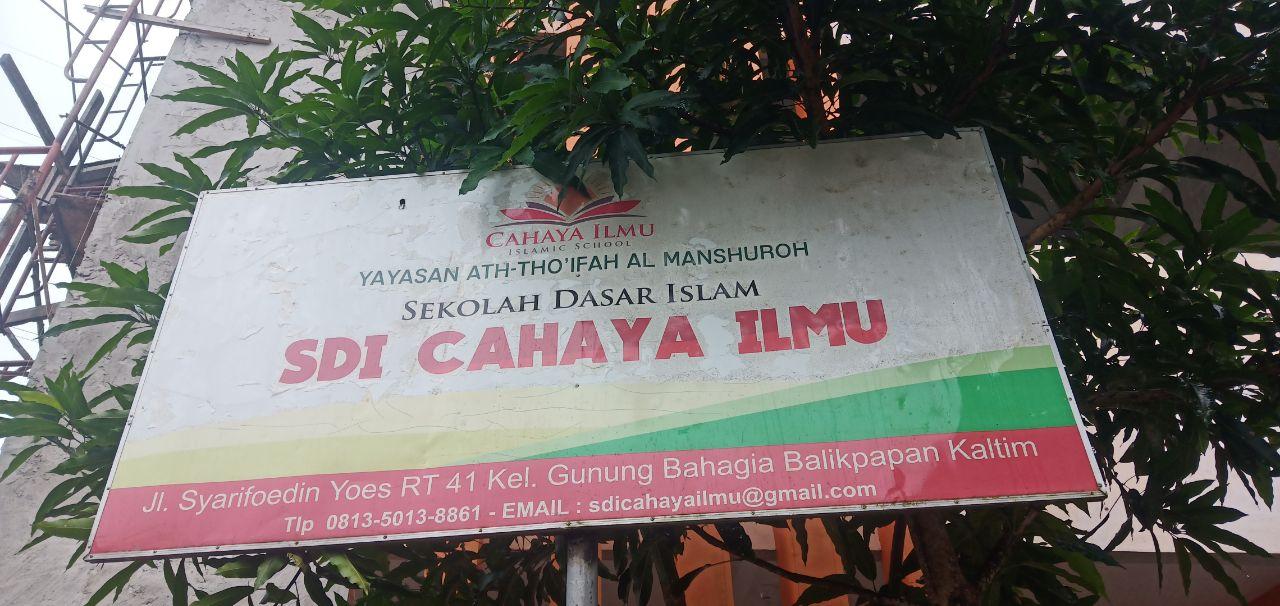 CAHAYA ILMU
ISLAMIC SCHOOL
YAYASAN ATH-THO'IFAH AL MANSHUROH
SEKOLAH DASAR ISLAM
SDI CAHAYA ILMU
Jl. Syarifoedin Yoes RT 41 Kel. Gunung Bahagia Balikpapan Kaltim
Tlp 0813-5013-8861 - EMAIL : sdicahayailmu@gmail.com